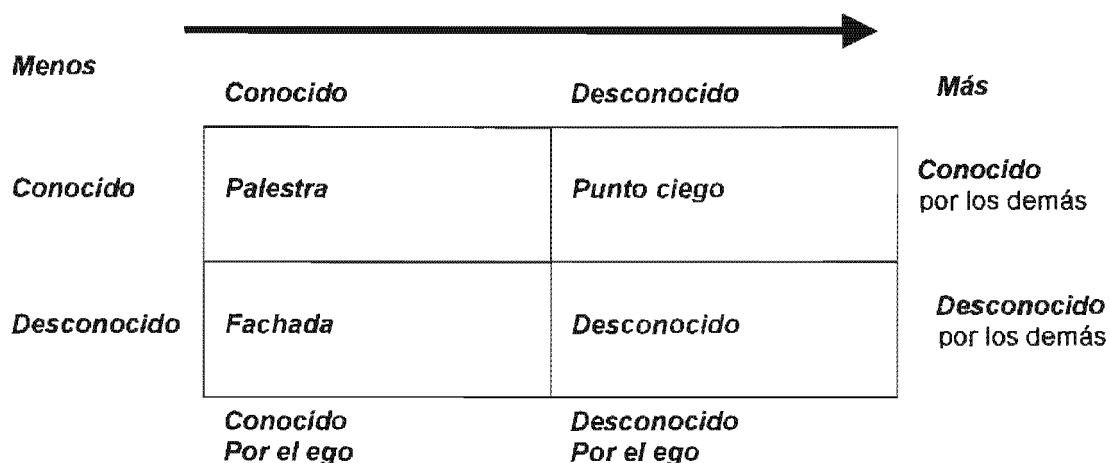 Menos
Conocido Desconocido Más
Conocido Palestra Punto ciego Conocido
por los demás
Desconocido Fachada Desconocido Desconocido
por los demás
Conocido Desconocido
Por el ego Por el ego